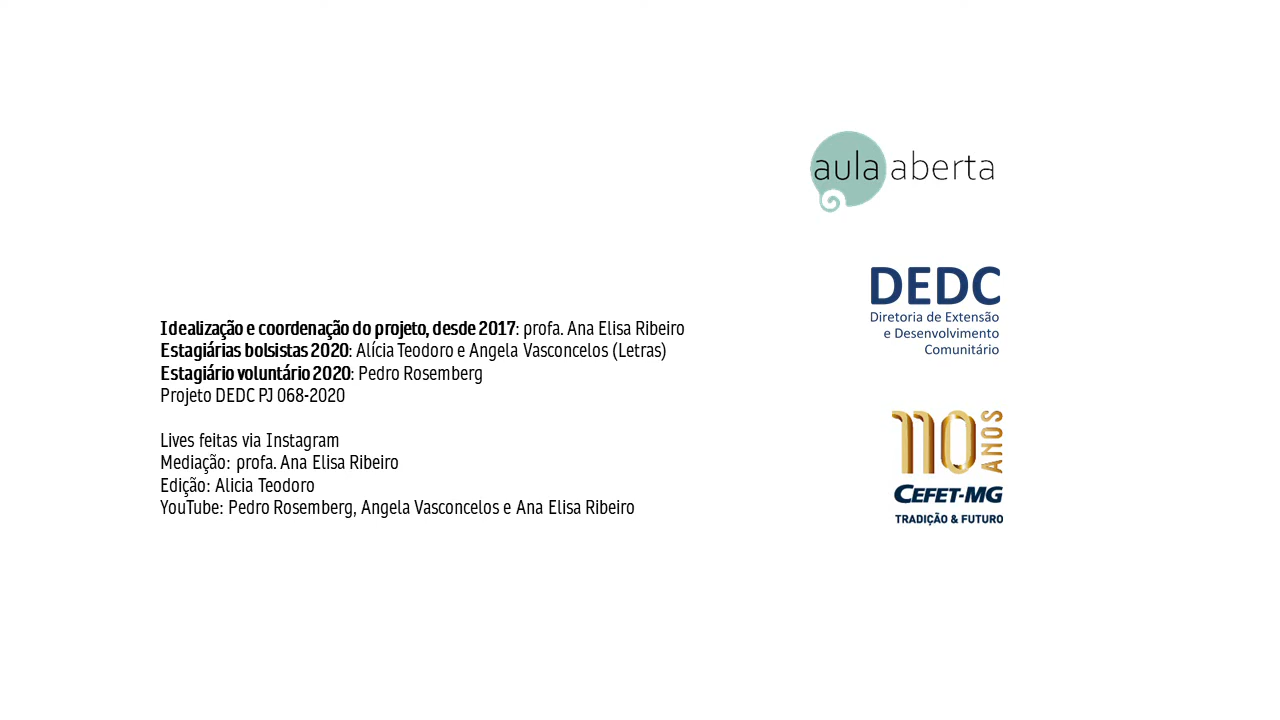 aula aberta
DEDC
Diretoria de Extensão
e Desenvolvimento
Comunitário
Idealização e coordenação do projeto, desde 2017: profa. Ana Elisa Ribeiro
Estagiárias bolsistas 2020: Alícia Teodoro e Angela Vasconcelos (Letras)
Estagiário voluntário 2020: Pedro Rosemberg
Projeto DEDC PJ 068-2020
Lives feitas via Instagram
Mediação: profa. Ana Elisa Ribeiro
Edição: Alicia Teodoro
YouTube: Pedro Rosemberg, Angela Vasconcelos e Ana Elisa Ribeiro
110 ANOS
CEFET-MG
TRADIÇÃO & FUTURO